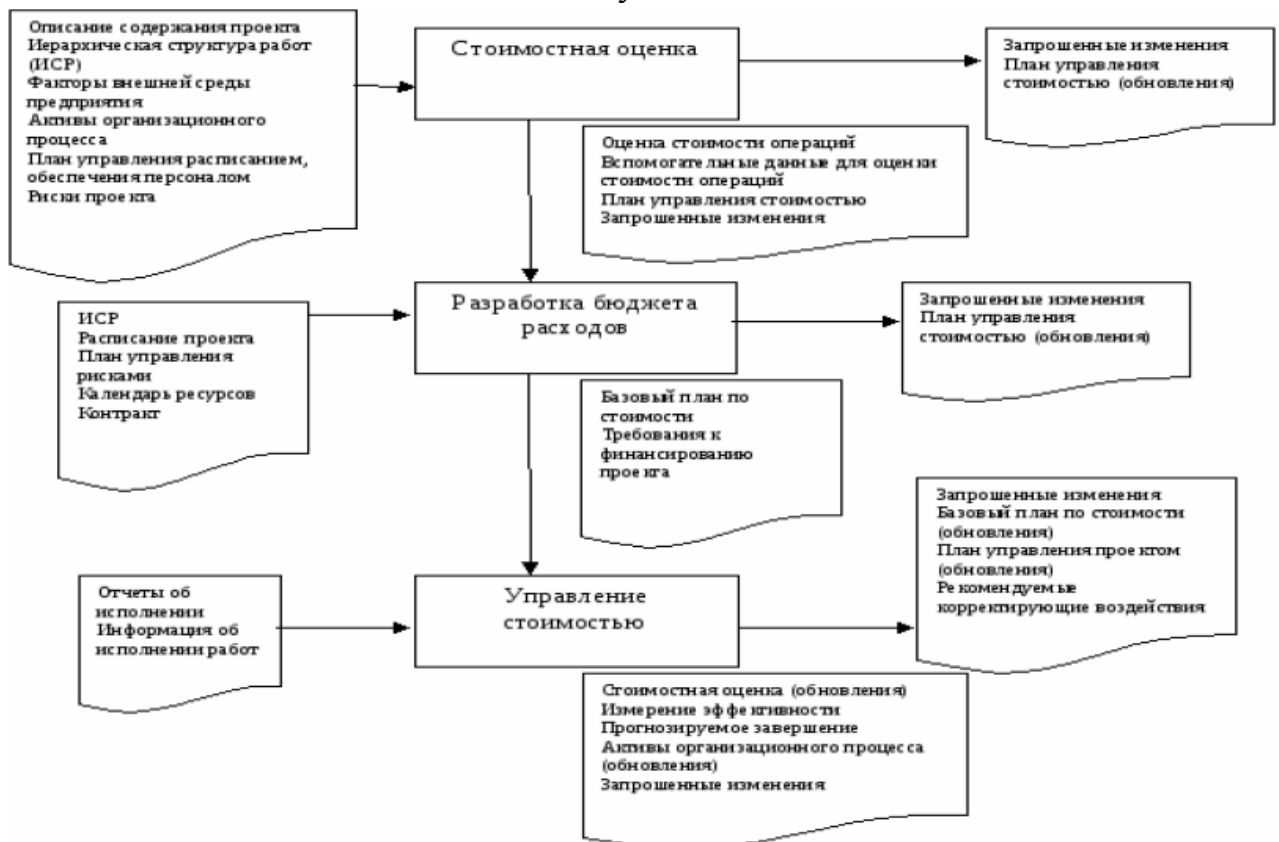 Описание содержания проекта
Иерархическая структура работ
(ИСР)
Факторы внешней среды
предприятия
Активы организационного
процесса
План управления расписанием,
обеспечения персоналом
Риски проекта
Стоимостная оценка
Запрошенные изменения
План управления
стоимостью (обновления)
Оценка стоимости операций
Вспомогательные данные для оценки
стоимости операций
План управления стоимостью
Запрошенные изменения
ИСР
Расписание проекта
План управления
рисками
Календарь ресурсов
Контракт
Разработка бюджета
расходов
Запрошенные изменения
План управления
стоимостью (обновления)
Базовый план по
стоимости
Требования к
финансированию
проекта
Отчеты об
исполнении
Информация об
исполнении работ
Управление
стоимостью
Запрошенные изменения
Базовый план по стоимости
(обновления)
План управления проектом
(обновления)
Рекомендуемые
корректирующие воздействия
Стоимостная оценка (обновления)
Измерение эффективности
Прогнозируемое завершение
Активы организационного процесса
(обновления)
Запрошенные изменения